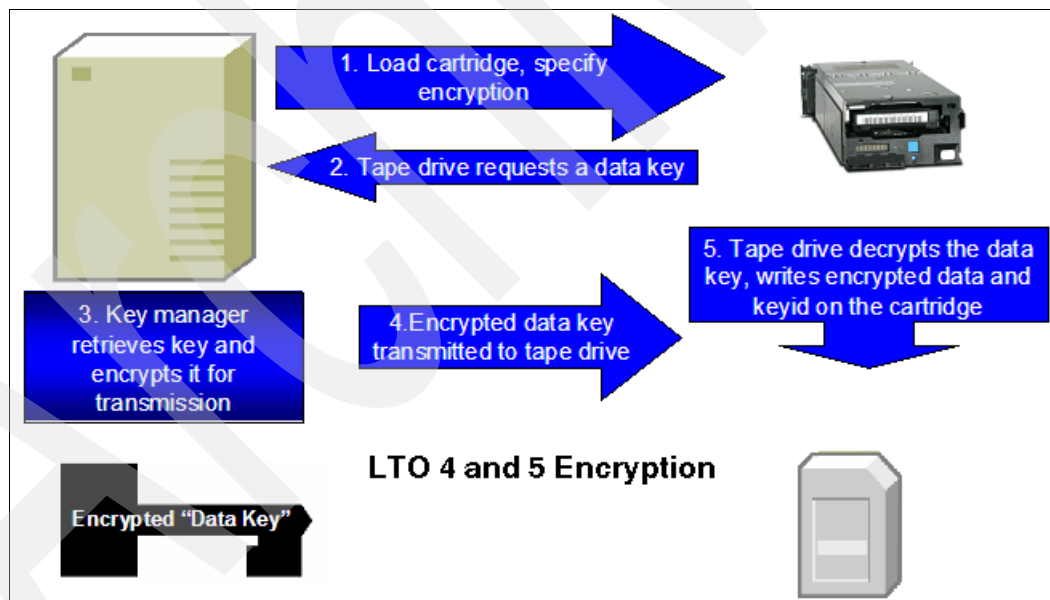 1. Load cartridge, specify
encryption
2. Tape drive requests a data key
3. Key manager
retrieves key and
encrypts it for
transmission
4.Encrypted data key
transmitted to tape drive
5. Tape drive decrypts the data
key, writes encrypted data and
keyid on the cartridge
LTO 4 and 5 Encryption
Encrypted “Data Key”